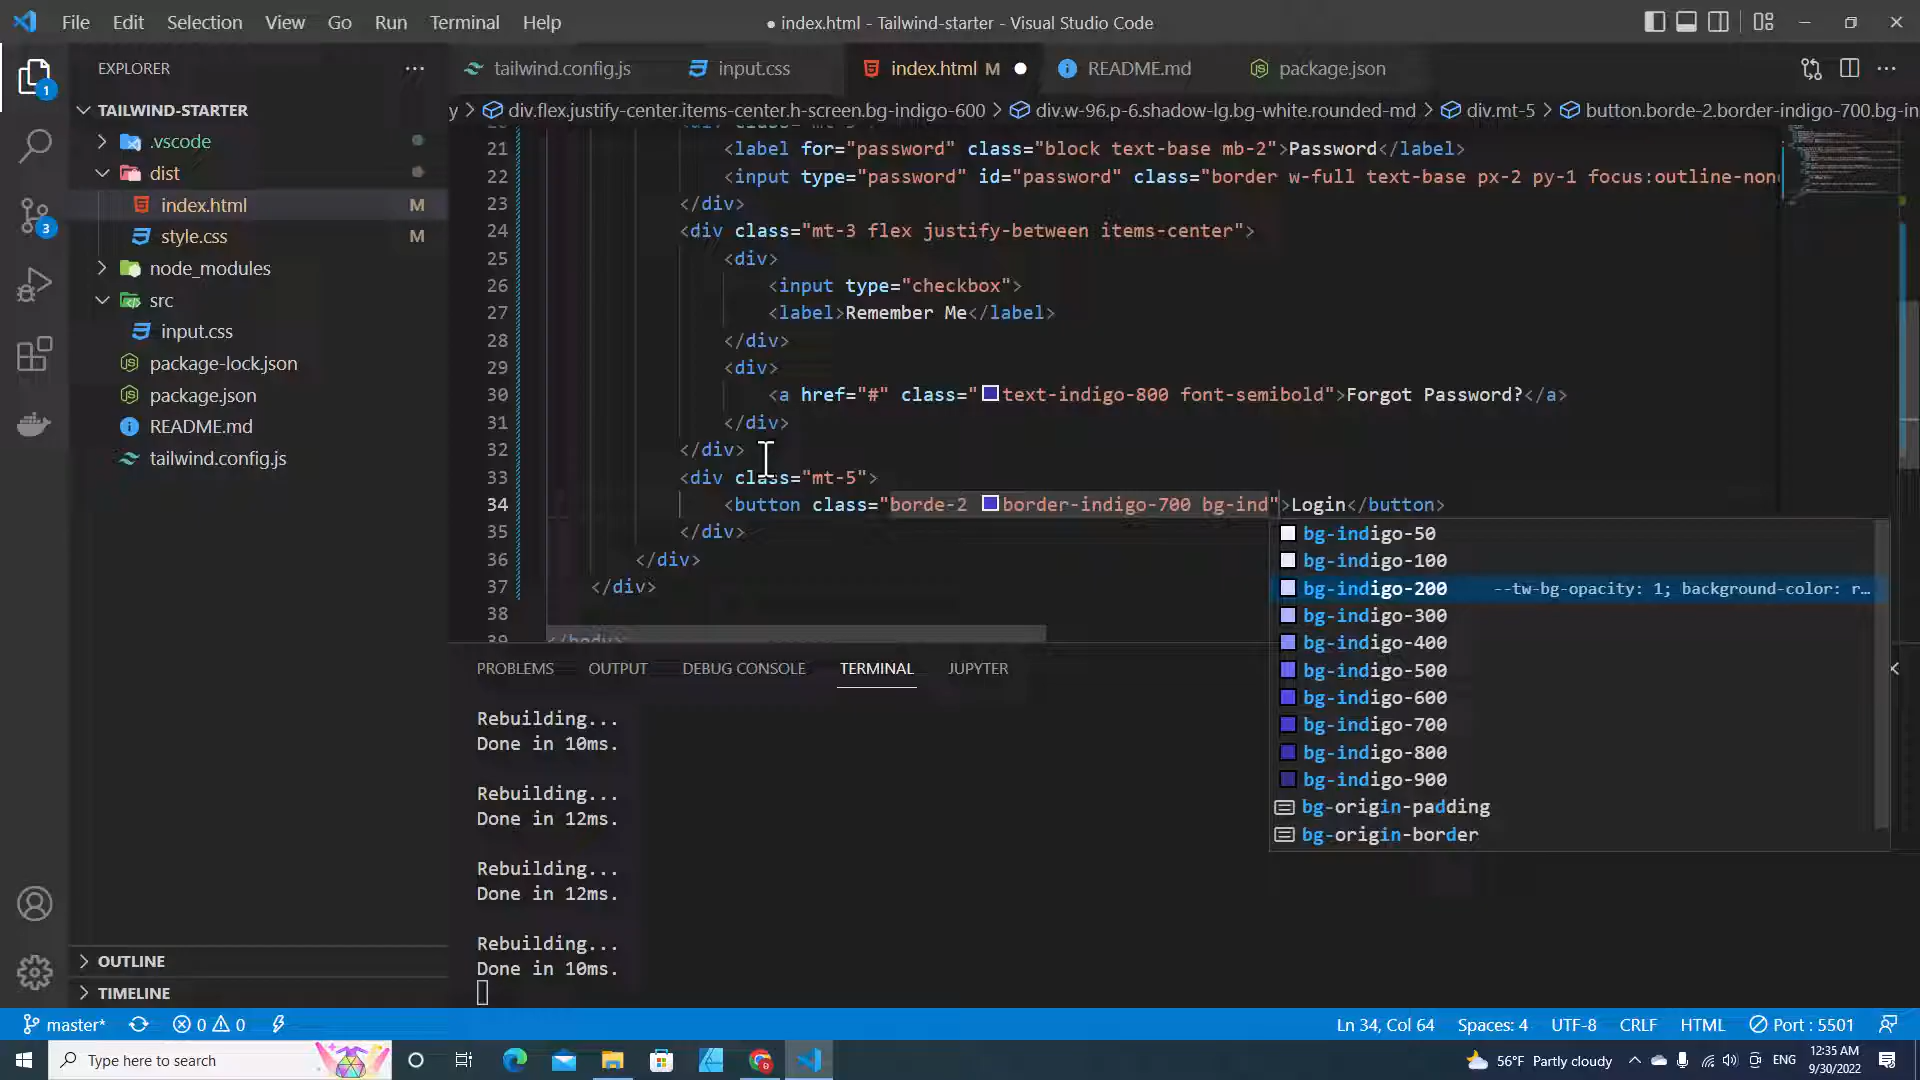 File Edit Selection View Go Run Terminal Help
● index.html - Tailwind-starter - Visual Studio Code
EXPLORER
TAILWIND-STARTER
.vscode
dist
index.html M
style.css M
node_modules
src
input.css
package-lock.json
package.json
README.md
tailwind.config.js
OUTLINE
TIMELINE
1
3
tailwind.config.js input.css index.html M README.md package.json
y > div.flex.justify-center.items-center.h-screen.bg-indigo-600 > div.w-96.p-6.shadow-lg.bg-white.rounded-md > div.mt-5 > button.borde-2.border-indigo-700.bg-in
21 <label for="password" class="block text-base mb-2">Password</label>
22 <input type="password" id="password" class="border w-full text-base px-2 py-1 focus:outline-non
23 </div>
24 <div class="mt-3 flex justify-between items-center">
25 <div>
26 <input type="checkbox">
27 <label>Remember Me</label>
28 </div>
29 <div>
30 <a href="#" class="text-indigo-800 font-semibold">Forgot Password?</a>
31 </div>
32 </div>
33 <div class="mt-5">
34 <button class="borde-2 border-indigo-700 bg-ind">Login</button>
35 </div>
36 </div>
37 </div>
38
39 </body>
bg-indigo-50
bg-indigo-100
bg-indigo-200 --tw-bg-opacity: 1; background-color: r…
bg-indigo-300
bg-indigo-400
bg-indigo-500
bg-indigo-600
bg-indigo-700
bg-indigo-800
bg-indigo-900
bg-origin-padding
bg-origin-border
PROBLEMS OUTPUT DEBUG CONSOLE TERMINAL JUPYTER
Rebuilding...
Done in 10ms.
Rebuilding...
Done in 12ms.
Rebuilding...
Done in 12ms.
Rebuilding...
Done in 10ms.
master* 0 0 Ln 34, Col 64 Spaces: 4 UTF-8 CRLF HTML Port : 5501
Type here to search 56°F Partly cloudy ENG 12:35 AM
9/30/2022